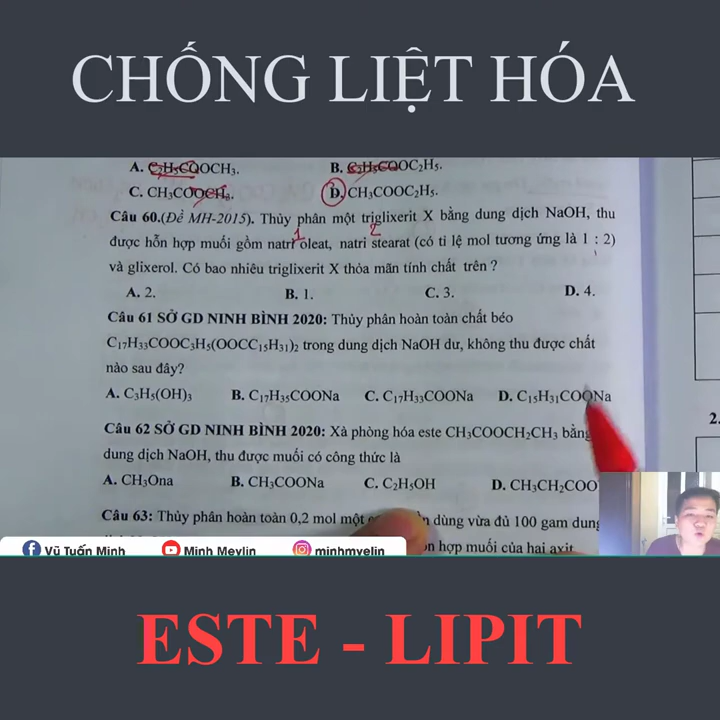 CHỐNG LIỆT HÓA
A. C₂H₅COOCH₃. B. C₂H₅COOC₂H₅.
C. CH₃COOCH₃. D. CH₃COOC₂H₅.
1 2
Câu 60.(Đề MH-2015). Thủy phân một triglixerit X bằng dung dịch NaOH, thu
được hỗn hợp muối gồm natri oleat, natri stearat (có tỉ lệ mol tương ứng là 1 : 2)
và glixerol. Có bao nhiêu triglixerit X thỏa mãn tính chất trên ?
A. 2. B. 1. C. 3. D. 4.
Câu 61 SỞ GD NINH BÌNH 2020: Thủy phân hoàn toàn chất béo
C₁₇H₃₃COOC₃H₅(OOCC₁₅H₃₁)₂ trong dung dịch NaOH dư, không thu được chất
nào sau đây?
A. C₃H₅(OH)₃ B. C₁₇H₃₅COONa C. C₁₇H₃₃COONa D. C₁₅H₃₁COONa
2.
Câu 62 SỞ GD NINH BÌNH 2020: Xà phòng hóa este CH₃COOCH₂CH₃ bằng
dung dịch NaOH, thu được muối có công thức là
A. CH₃Ona B. CH₃COONa C. C₂H₅OH D. CH₃CH₂COO
Câu 63: Thủy phân hoàn toàn 0,2 mol một dùng vừa đủ 100 gam dung
hợp muối của hai axit
Vũ Tuấn Minh Minh Meylin minhmyelin
ESTE - LIPIT